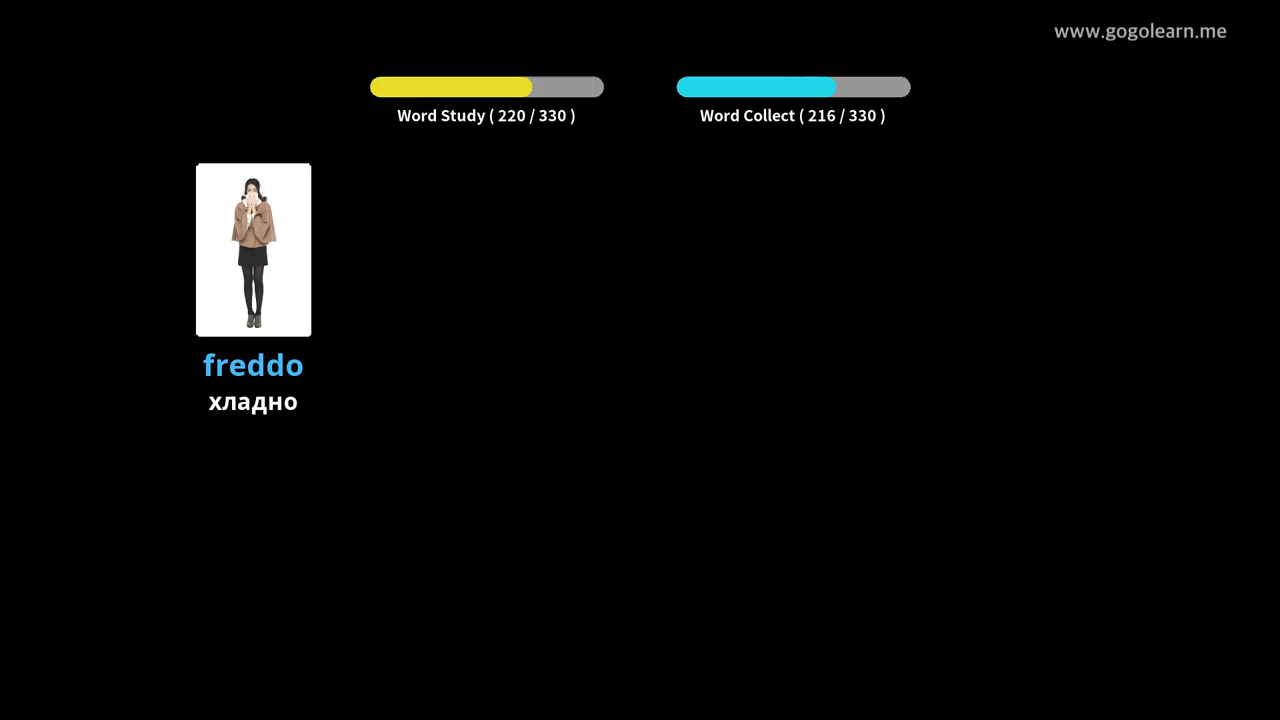 www.gogolearn.me
Word Study ( 220 / 330 )
Word Collect ( 216 / 330 )
freddo
хладно